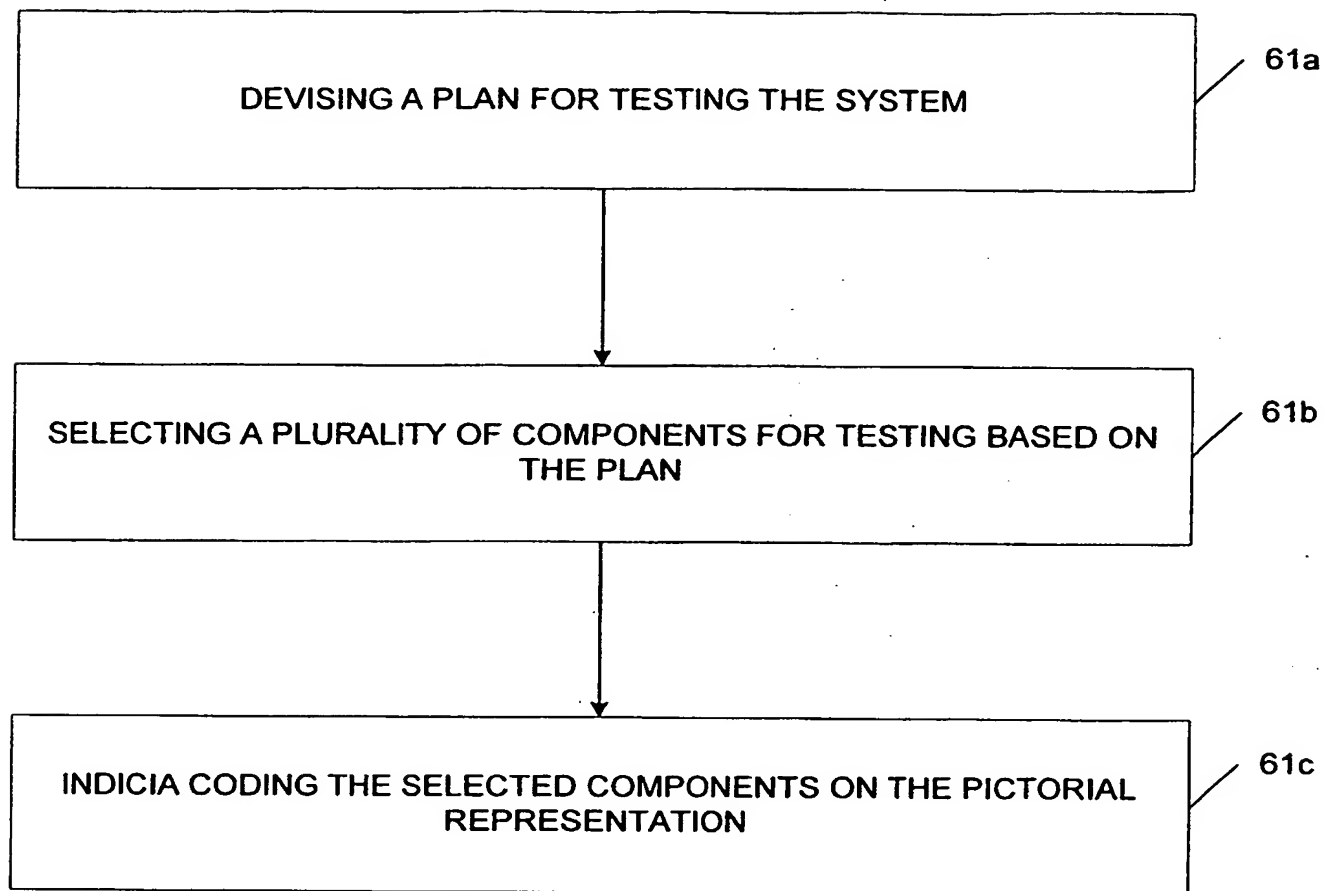 DEVISING A PLAN FOR TESTING THE SYSTEM
61a
SELECTING A PLURALITY OF COMPONENTS FOR TESTING BASED ON
THE PLAN
61b
INDICIA CODING THE SELECTED COMPONENTS ON THE PICTORIAL
REPRESENTATION
61c